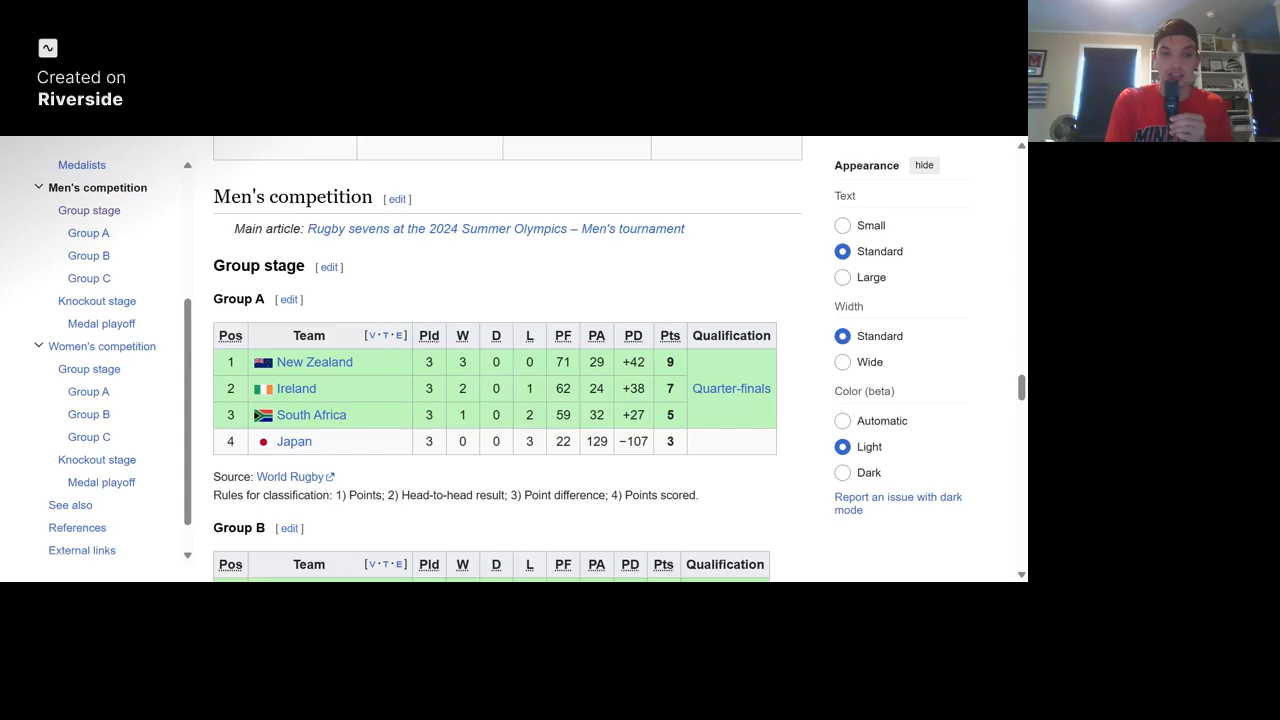 Created on
Riverside
Medalists
Men's competition
Group stage
Group A
Group B
Group C
Knockout stage
Medal playoff
Women's competition
Group stage
Group A
Group B
Group C
Knockout stage
Medal playoff
See also
References
External links
Men's competition [ edit ]
Main article: Rugby sevens at the 2024 Summer Olympics – Men's tournament
Group stage [ edit ]
Group A [ edit ]
Pos Team [V·T·E] Pld W D L PF PA PD Pts Qualification
1 New Zealand 3 3 0 0 71 29 +42 9 Quarter-finals
2 Ireland 3 2 0 1 62 24 +38 7
3 South Africa 3 1 0 2 59 32 +27 5
4 Japan 3 0 0 3 22 129 −107 3
Source: World Rugby
Rules for classification: 1) Points; 2) Head-to-head result; 3) Point difference; 4) Points scored.
Group B [ edit ]
Pos Team [V·T·E] Pld W D L PF PA PD Pts Qualification
Appearance hide
Text
Small
Standard
Large
Width
Standard
Wide
Color (beta)
Automatic
Light
Dark
Report an issue with dark
mode